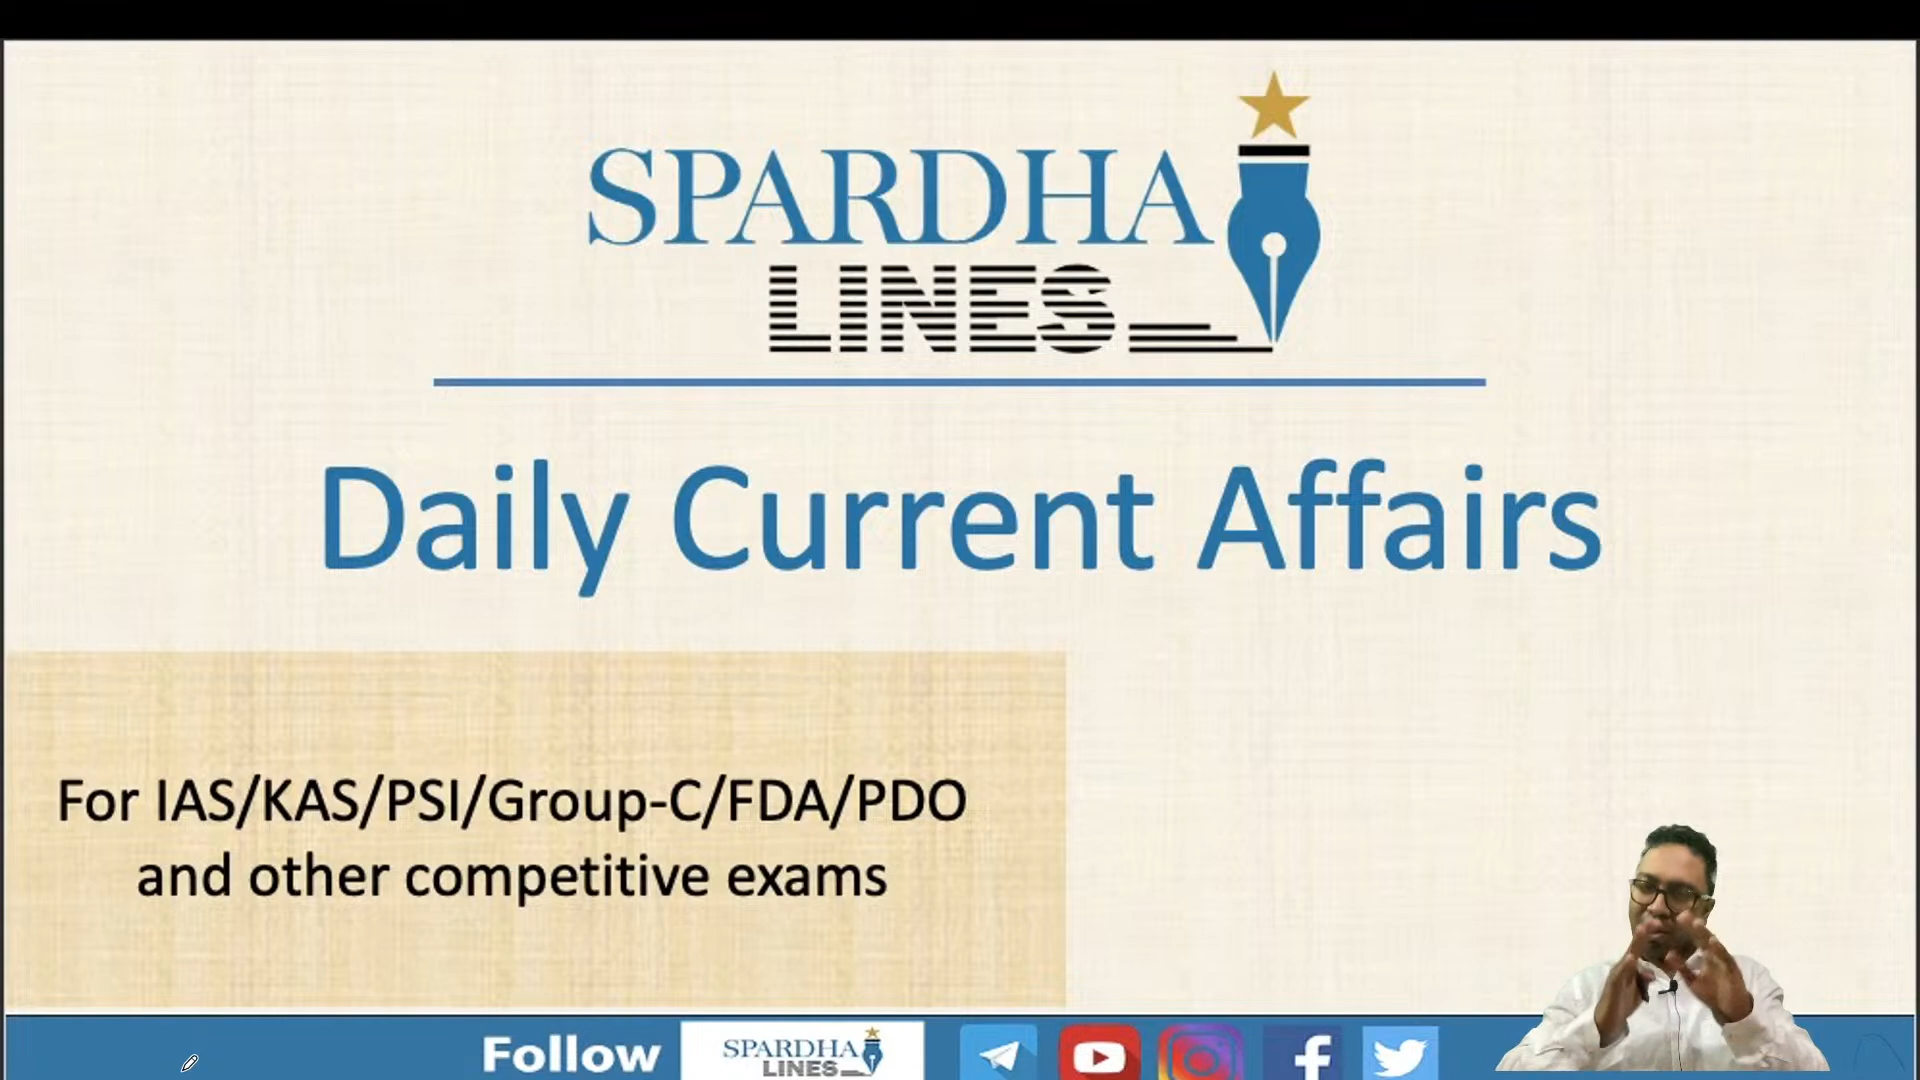 SPARDHA
LINES
Daily Current Affairs
For IAS/KAS/PSI/Group-C/FDA/PDO
and other competitive exams
Follow
SPARDHA
LINES